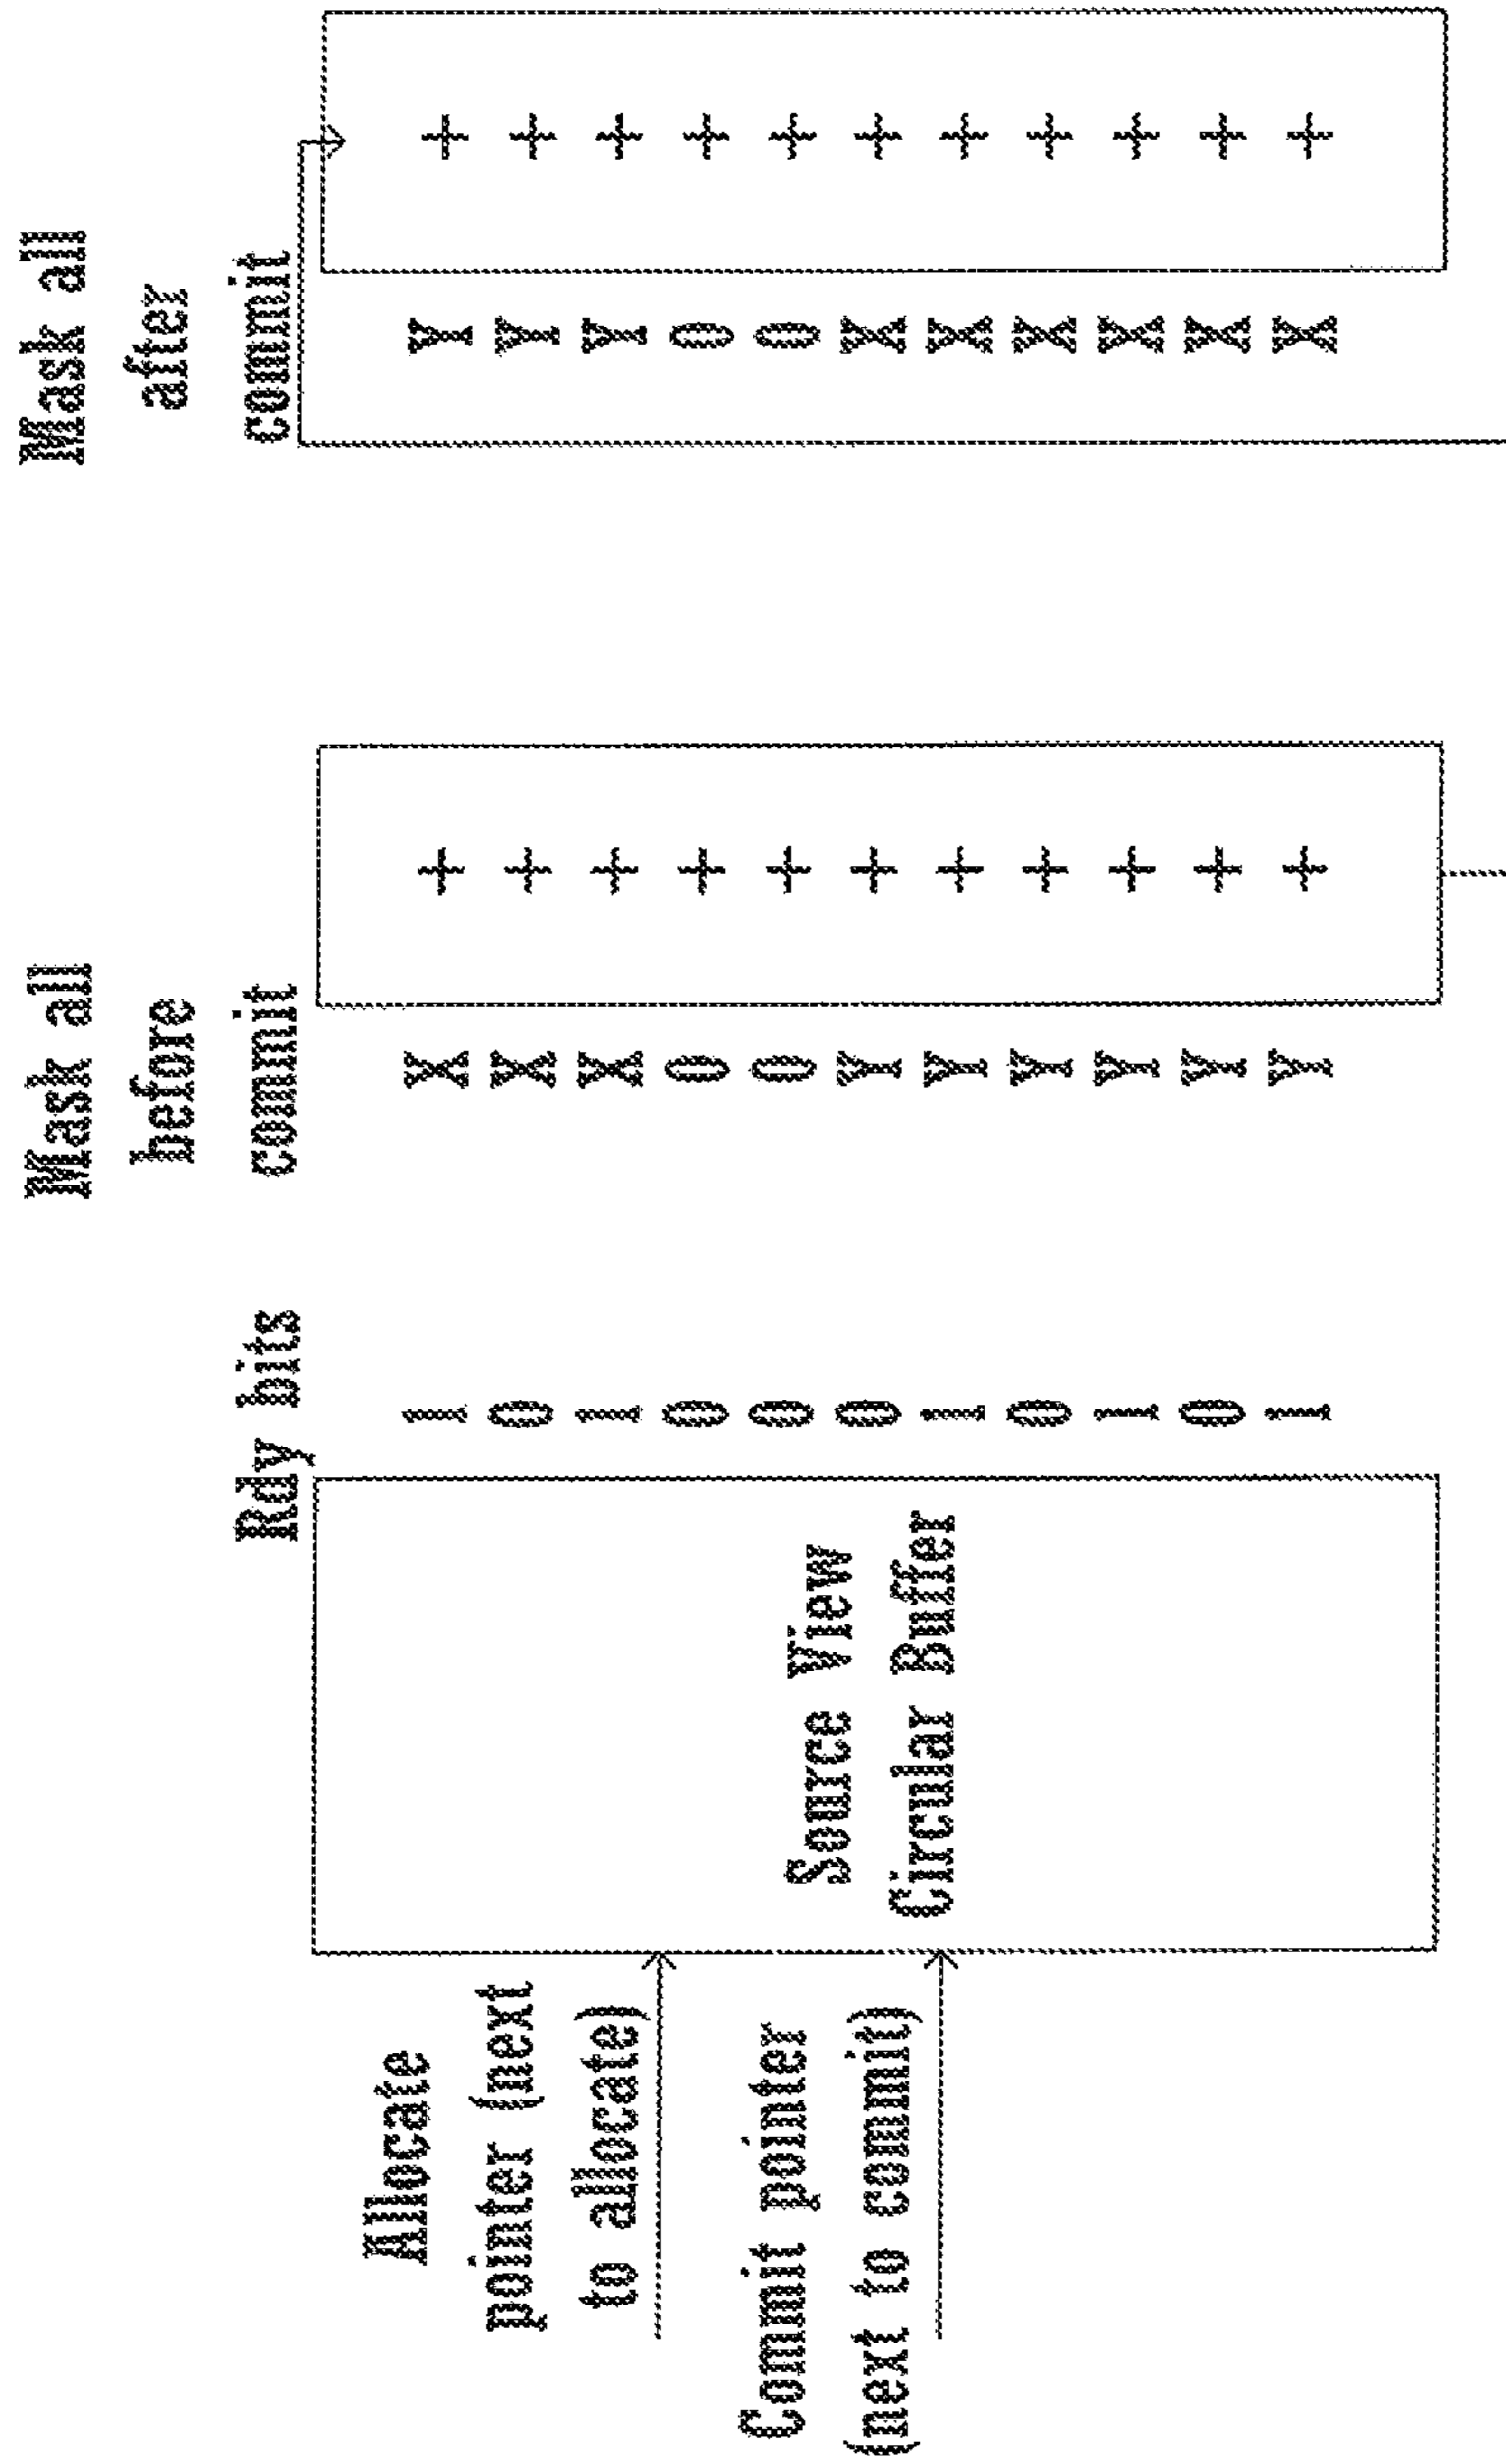 Allocate
pointer (next
to allocate)
Commit pointer
(next to commit)
Source View
Circular Buffer
Rdy bits
1
0
1
0
0
0
1
0
1
0
1
Mask all
before
commit
X
X
X
0
0
Y
Y
Y
Y
Y
Y
+
+
+
+
+
+
+
+
+
+
+
Mask all
after
commit
Y
Y
Y
0
0
X
X
X
X
X
X
+
+
+
+
+
+
+
+
+
+
+